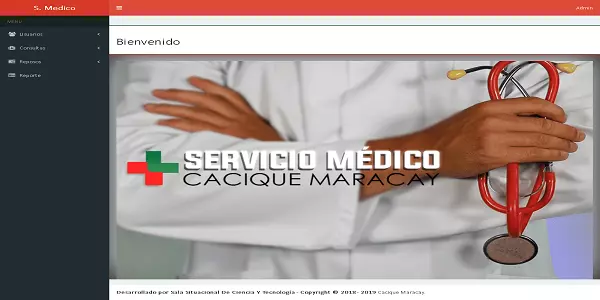 S. Medico
Admin
MENU
Usuarios
Consultas
Reposos
Reporte
Bienvenido
SERVICIO MÉDICO
CACIQUE MARACAY
Desarrollado por Sala Situacional De Ciencia Y Tecnología - Copyright © 2018 - 2019 Cacique Maracay.